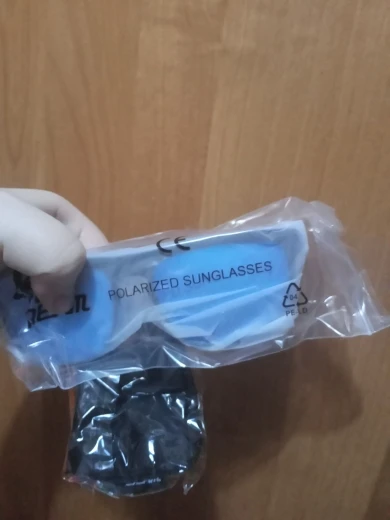 CE
POLARIZED SUNGLASSES
04
PE-LD